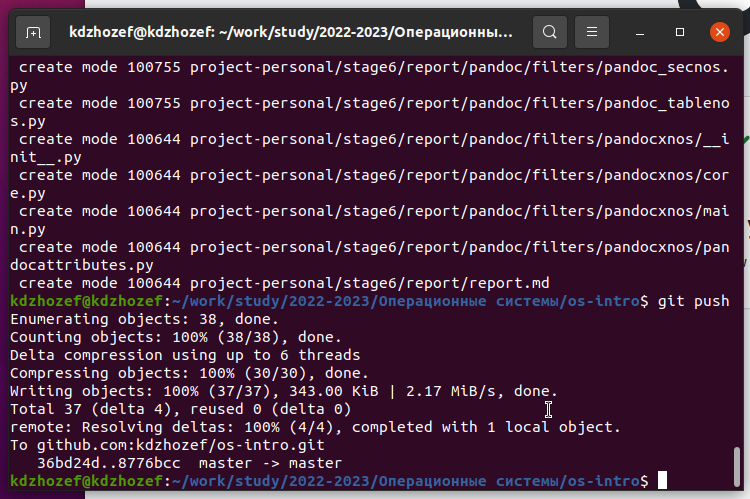 kdzhozef@kdzhozef: ~/work/study/2022-2023/Операционны…
create mode 100755 project-personal/stage6/report/pandoc/filters/pandoc_secnos.
py
create mode 100755 project-personal/stage6/report/pandoc/filters/pandoc_tableno
s.py
create mode 100644 project-personal/stage6/report/pandoc/filters/pandocxnos/__i
nit__.py
create mode 100644 project-personal/stage6/report/pandoc/filters/pandocxnos/cor
e.py
create mode 100644 project-personal/stage6/report/pandoc/filters/pandocxnos/mai
n.py
create mode 100644 project-personal/stage6/report/pandoc/filters/pandocxnos/pan
docattributes.py
create mode 100644 project-personal/stage6/report/report.md
kdzhozef@kdzhozef:~/work/study/2022-2023/Операционные системы/os-intro$ git push
Enumerating objects: 38, done.
Counting objects: 100% (38/38), done.
Delta compression using up to 6 threads
Compressing objects: 100% (30/30), done.
Writing objects: 100% (37/37), 343.00 KiB | 2.17 MiB/s, done.
Total 37 (delta 4), reused 0 (delta 0)
remote: Resolving deltas: 100% (4/4), completed with 1 local object.
To github.com:kdzhozef/os-intro.git
36bd24d..8776bcc  master -> master
kdzhozef@kdzhozef:~/work/study/2022-2023/Операционные системы/os-intro$